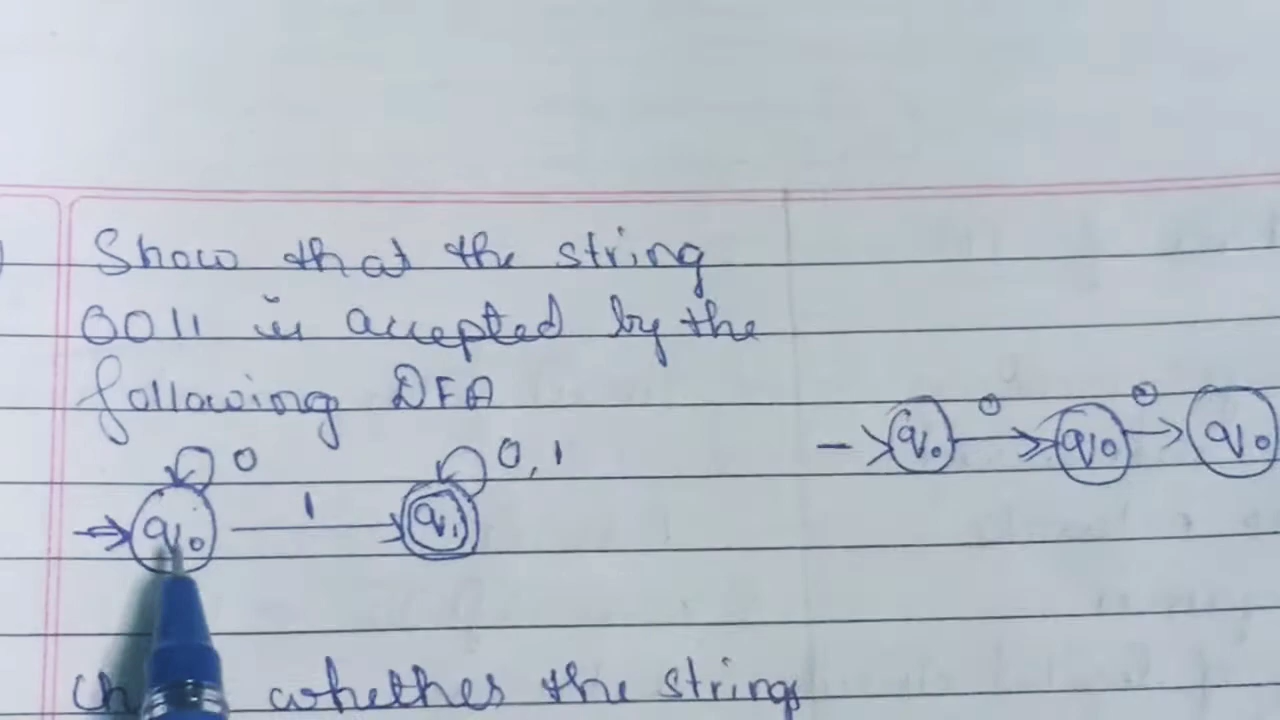 Show that the string
0011 is accepted by the
following DFA
0
0,1
1
q0
q1
q0
0
q0
0
q0
whether the strings